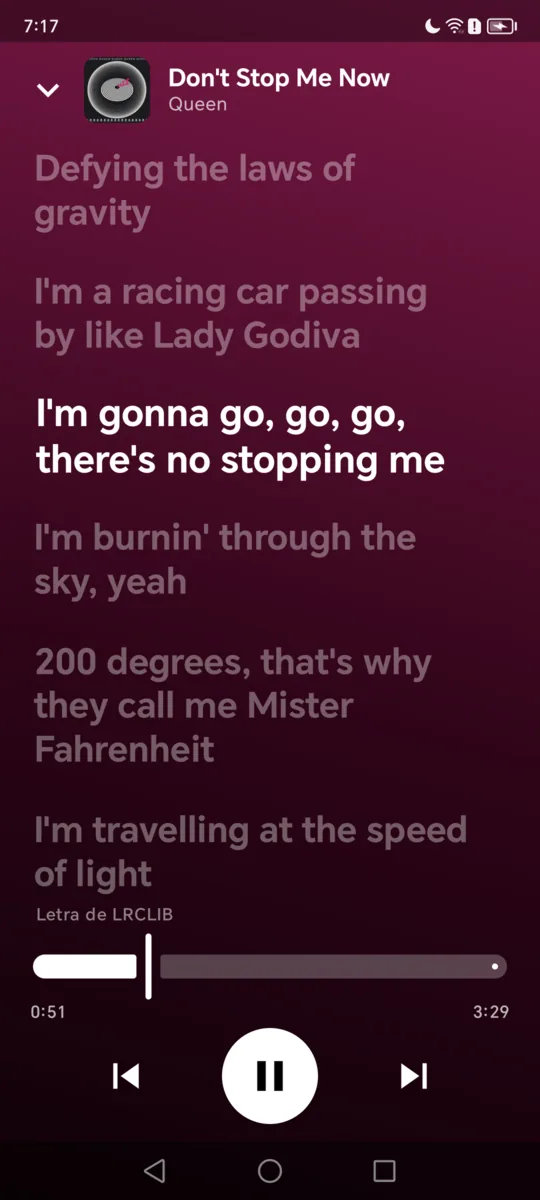 7:17
Don't Stop Me Now
Queen
Defying the laws of
gravity
I'm a racing car passing
by like Lady Godiva
I'm gonna go, go, go,
there's no stopping me
I'm burnin' through the
sky, yeah
200 degrees, that's why
they call me Mister
Fahrenheit
I'm travelling at the speed
of light
Letra de LRCLIB
0:51
3:29